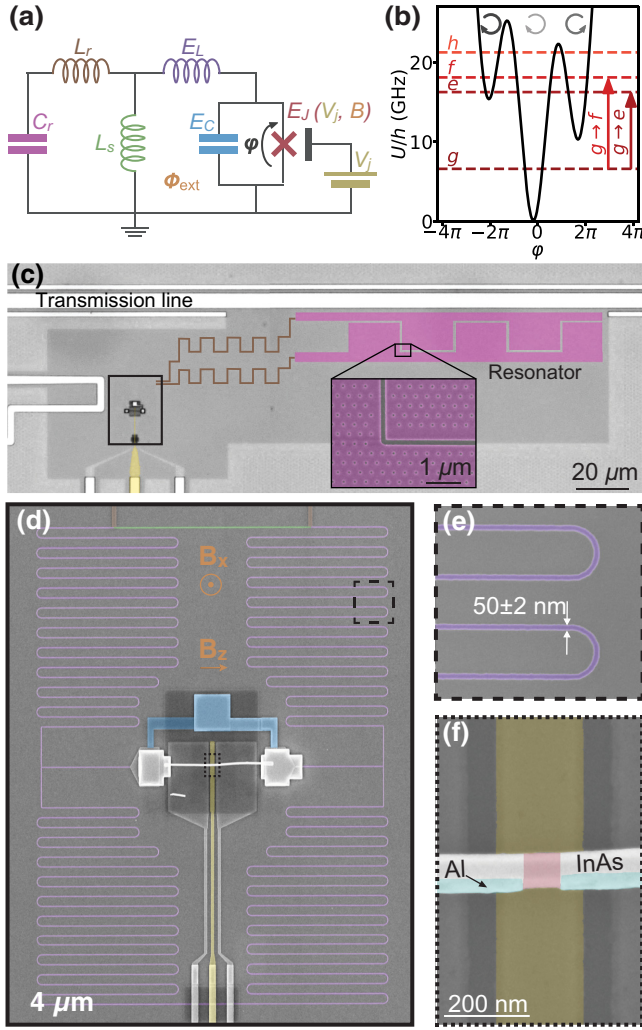 (a)
L_r
E_L
C_r
L_s
E_C
φ
E_J (V_j, B)
V_j
Φ_ext
(b)
U/h (GHz)
20
10
0
h
f
e
g
g → f
g → e
−4π
−2π
0
2π
4π
φ
(c)
Transmission line
Resonator
1 μm
20 μm
(d)
B_x
B_z
4 μm
(e)
50±2 nm
(f)
Al
InAs
200 nm